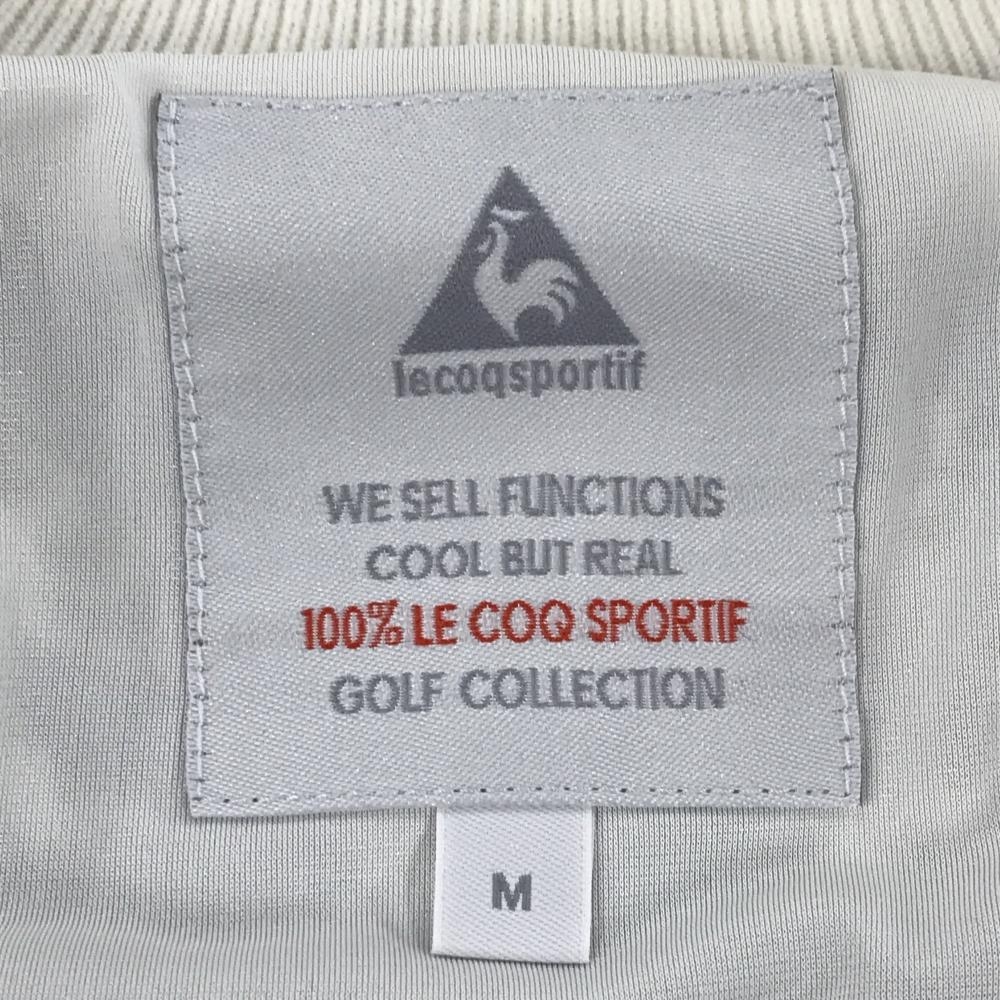 lecoqsportif
WE SELL FUNCTIONS
COOL BUT REAL
100% LE COQ SPORTIF
GOLF COLLECTION
M